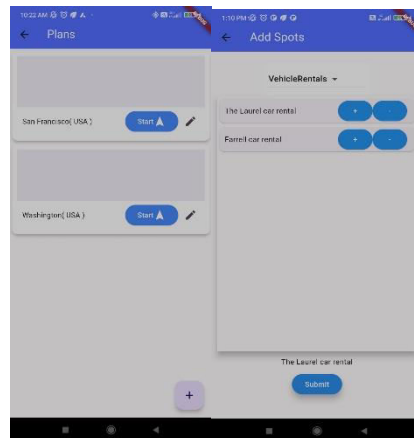 10:22 AM
Plans
San Francisco( USA )
Start
Washington( USA )
Start
+
1:10 PM
Add Spots
VehicleRentals
The Laurel car rental
+ -
Farrell car rental
+ -
The Laurel car rental
Submit